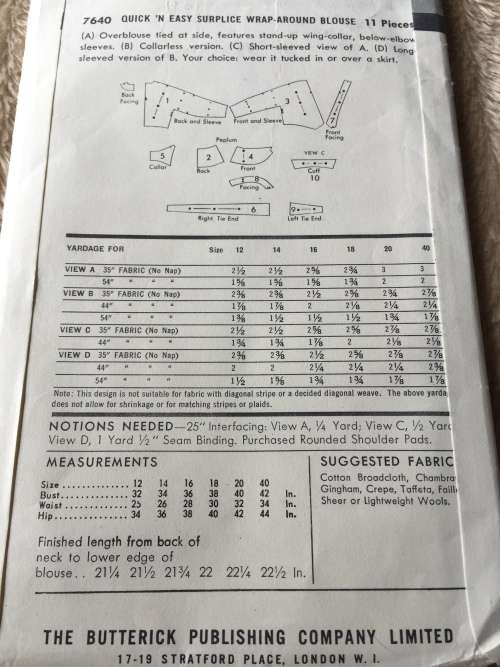 7640 QUICK 'N EASY SURPLICE WRAP-AROUND BLOUSE 11 Pieces
(A) Overblouse tied at side, features stand-up wing-collar, below-elbow
sleeves. (B) Collarless version. (C) Short-sleeved view of A. (D) Long
sleeved version of B. Your choice: wear it tucked in or over a skirt.
Back
Facing
1
Back and Sleeve
3
Front and Sleeve
7
Front
Facing
Peplum
5
Collar
2
Back
4
Front
8
Facing
VIEW C
Cuff
10
6
Right Tie End
9
Left Tie End
YARDAGE FOR Size 12 14 16 18 20 40
VIEW A 35" FABRIC (No Nap) 2½ 2½ 2⅝ 2¾ 3 3
54" " " " 1⅝ 1⅝ 1⅝ 1¾ 2 2
VIEW B 35" FABRIC (No Nap) 2⅜ 2⅜ 2½ 2⅝ 2¾ 2⅞
44" " " " 1⅞ 1⅞ 2 2⅛ 2¼ 2¼
54" " " " 1⅜ 1½ 1½ 1½ 1¾ 1⅞
VIEW C 35" FABRIC (No Nap) 2½ 2½ 2⅝ 2⅝ 2⅞ 2⅞
44" " " " 1¾ 1¾ 1⅞ 2 2⅛ 2⅛
VIEW D 35" FABRIC (No Nap) 2⅜ 2⅜ 2½ 2⅝ 2⅞ 2⅞
44" " " " 2 2 2¼ 2¼ 2¼ 2⅜
54" " " " 1½ 1⅝ 1¾ 1¾ 1⅞ 1⅞
Note: This design is not suitable for fabric with diagonal stripe or a decided diagonal weave. The above yarda
does not allow for shrinkage or for matching stripes or plaids.
NOTIONS NEEDED—25" Interfacing: View A, ¼ Yard; View C, ½ Yard
View D, 1 Yard ½" Seam Binding. Purchased Rounded Shoulder Pads.
MEASUREMENTS
Size 12 14 16 18 20 40
Bust 32 34 36 38 40 42 In.
Waist 25 26 28 30 32 34 In.
Hip 34 36 38 40 42 44 In.
Finished length from back of
neck to lower edge of
blouse.. 21¼ 21½ 21¾ 22 22¼ 22½ In.
SUGGESTED FABRIC
Cotton Broadcloth, Chambra
Gingham, Crepe, Taffeta, Faill
Sheer or Lightweight Wools.
THE BUTTERICK PUBLISHING COMPANY LIMITED
17-19 STRATFORD PLACE, LONDON W. I.